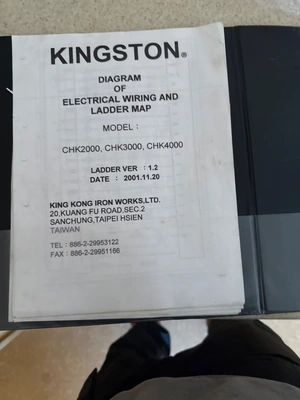 KINGSTON®
DIAGRAM
OF
ELECTRICAL WIRING AND
LADDER MAP
MODEL :
CHK2000, CHK3000, CHK4000
LADDER VER : 1.2
DATE : 2001.11.20
KING KONG IRON WORKS,LTD.
20,KUANG FU ROAD,SEC.2
SANCHUNG,TAIPEI HSIEN
TAIWAN
TEL : 886-2-29953122
FAX : 886-2-29951166